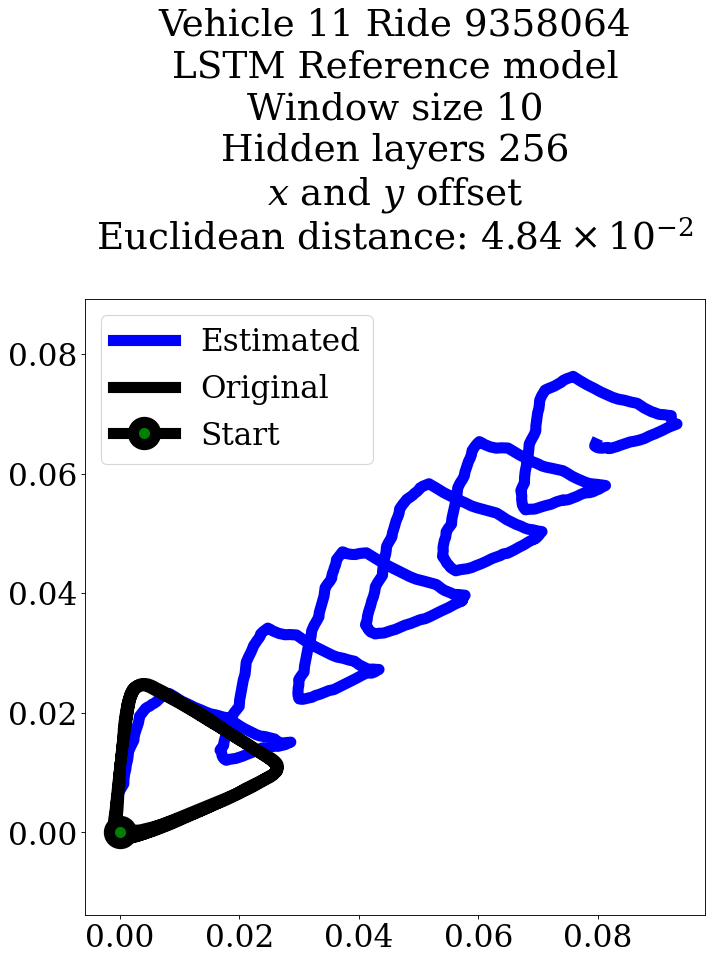 Vehicle 11 Ride 9358064
LSTM Reference model
Window size 10
Hidden layers 256
x and y offset
Euclidean distance: 4.84 × 10⁻²
Estimated
Original
Start
0.08
0.06
0.04
0.02
0.00
0.00 0.02 0.04 0.06 0.08